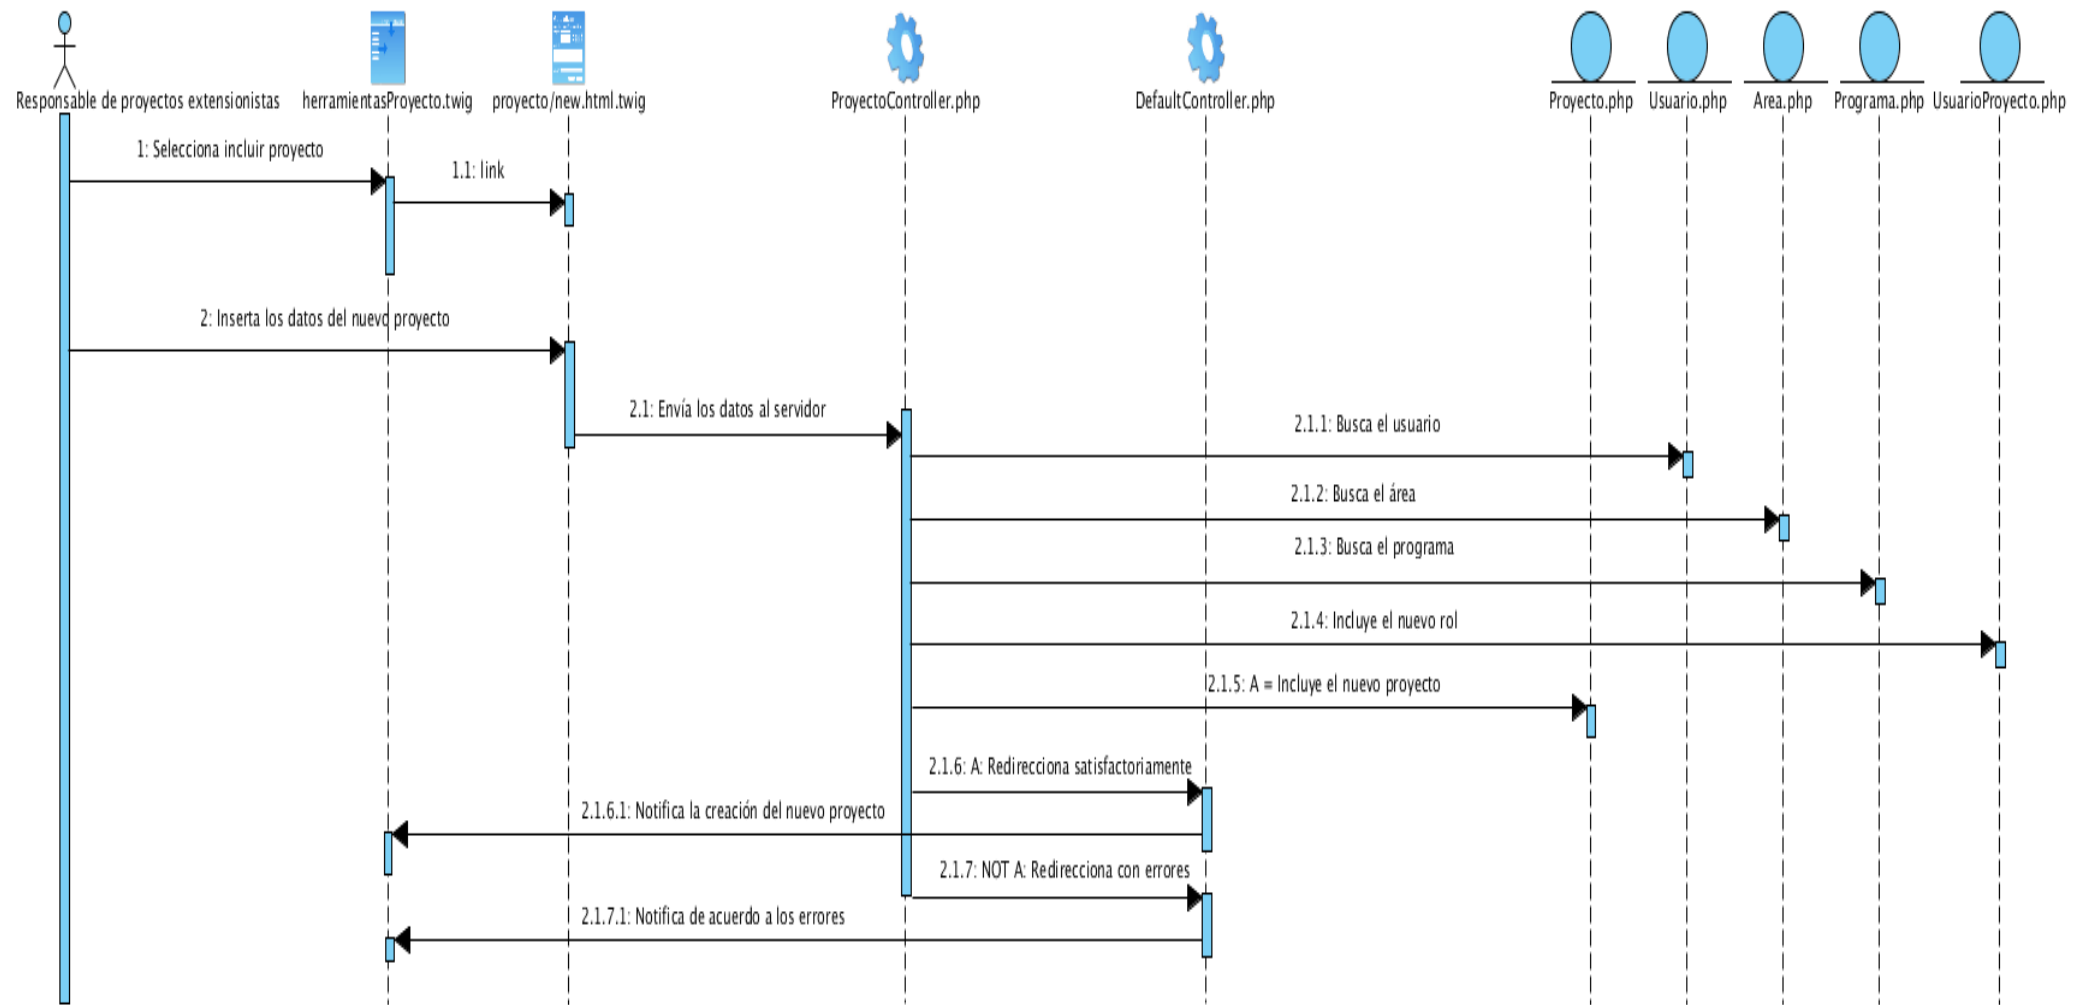 Responsable de proyectos extensionistas
herramientasProyecto.twig
proyecto/new.html.twig
ProyectoController.php
DefaultController.php
Proyecto.php
Usuario.php
Area.php
Programa.php
UsuarioProyecto.php
1: Selecciona incluir proyecto
1.1: link
2: Inserta los datos del nuevo proyecto
2.1: Envía los datos al servidor
2.1.1: Busca el usuario
2.1.2: Busca el área
2.1.3: Busca el programa
2.1.4: Incluye el nuevo rol
2.1.5: A = Incluye el nuevo proyecto
2.1.6: A: Redirecciona satisfactoriamente
2.1.6.1: Notifica la creación del nuevo proyecto
2.1.7: NOT A: Redirecciona con errores
2.1.7.1: Notifica de acuerdo a los errores